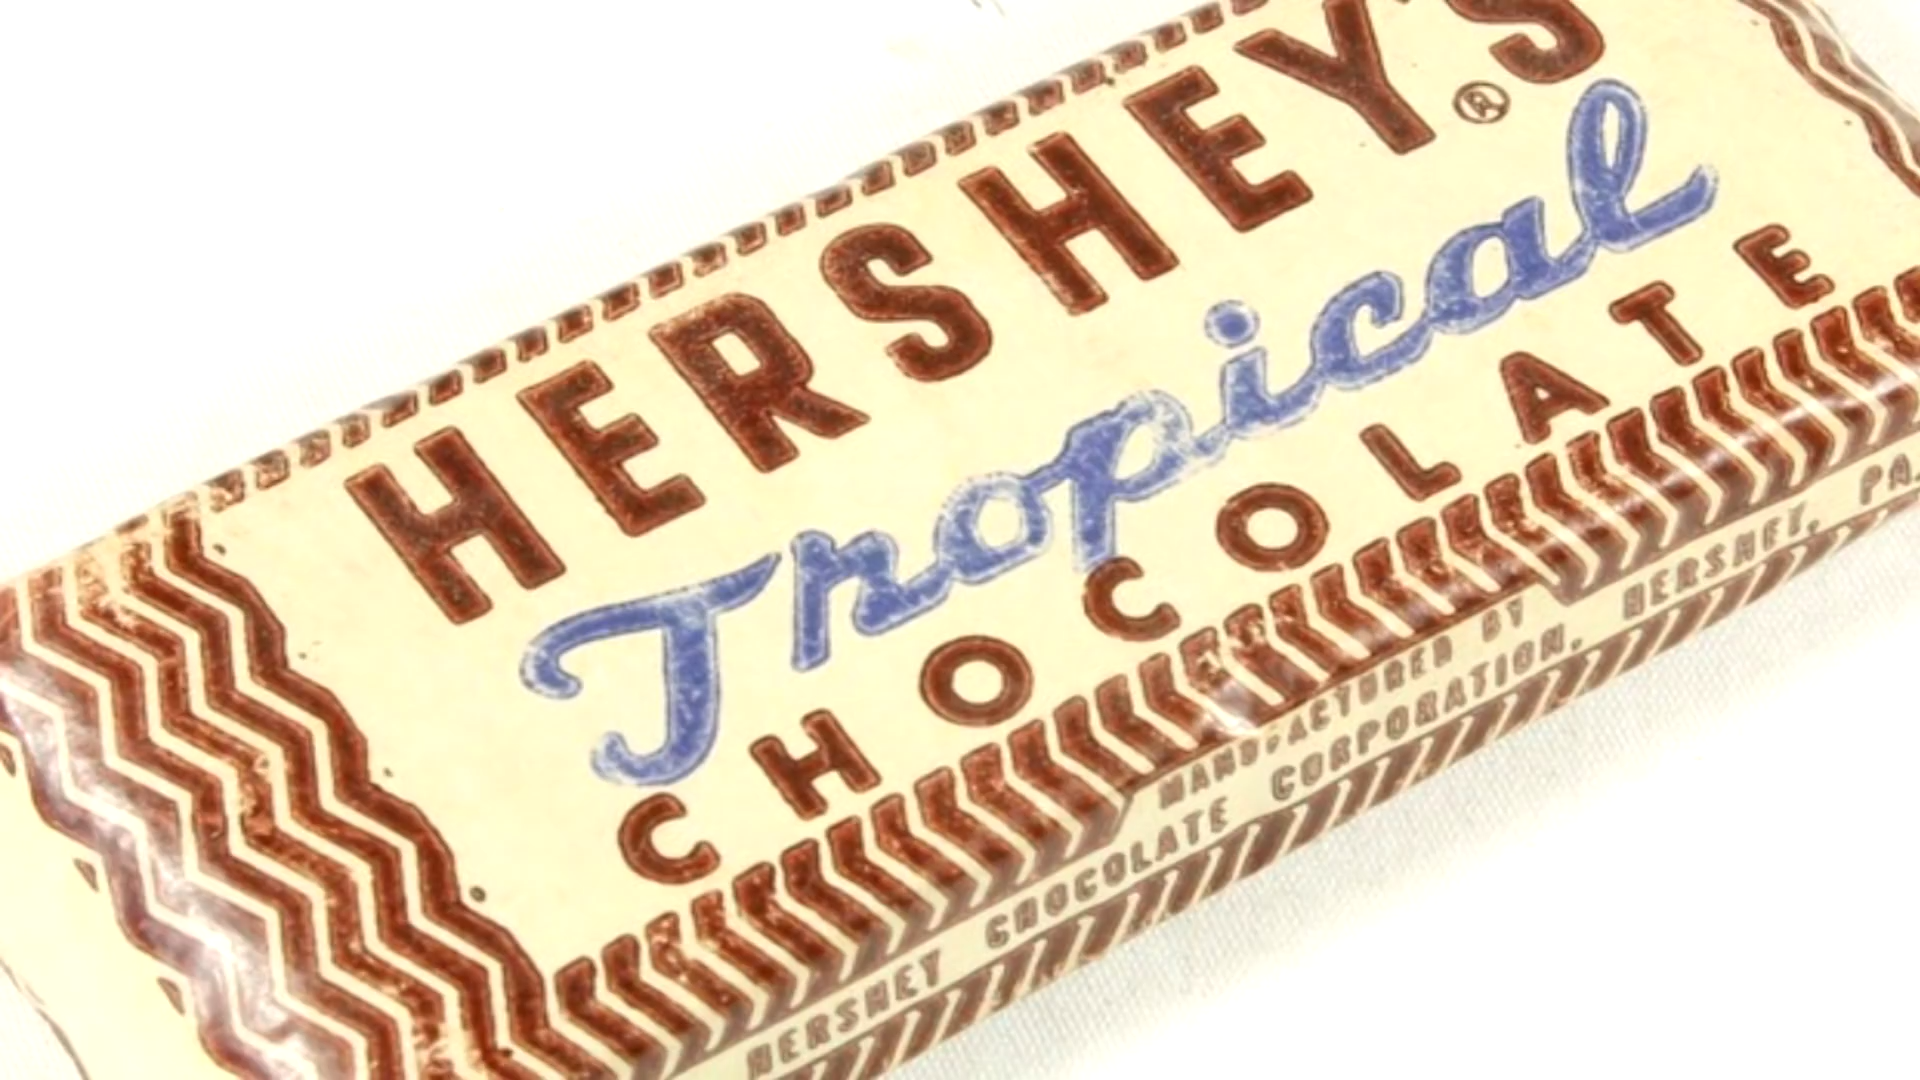 HERSHEY'S®
Tropical
CHOCOLATE
MANUFACTURED BY
HERSHEY CHOCOLATE CORPORATION, HERSHEY, PA.